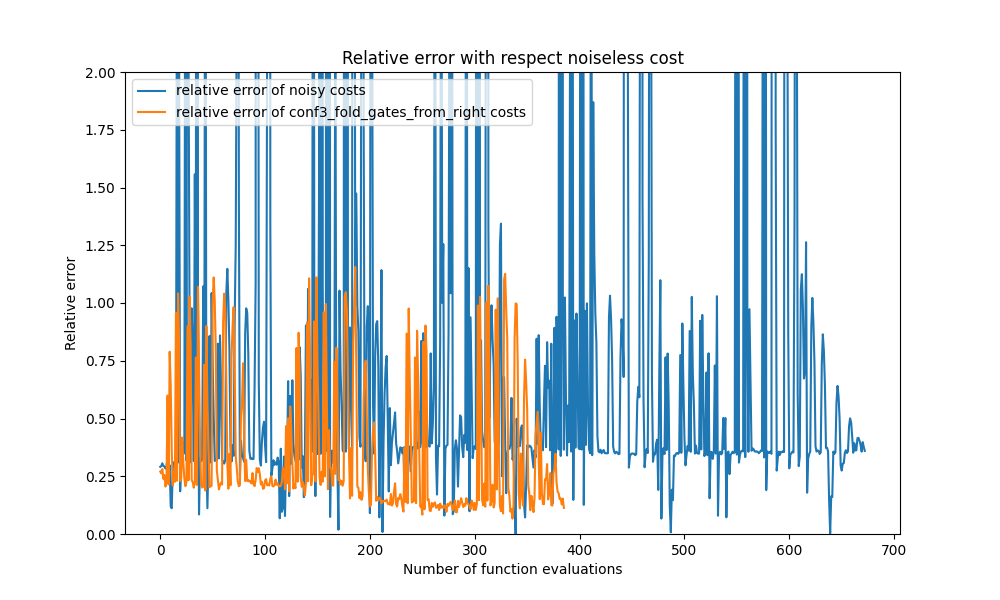 Relative error with respect noiseless cost
relative error of noisy costs
relative error of conf3_fold_gates_from_right costs
Relative error
2.00
1.75
1.50
1.25
1.00
0.75
0.50
0.25
0.00
0 100 200 300 400 500 600 700
Number of function evaluations